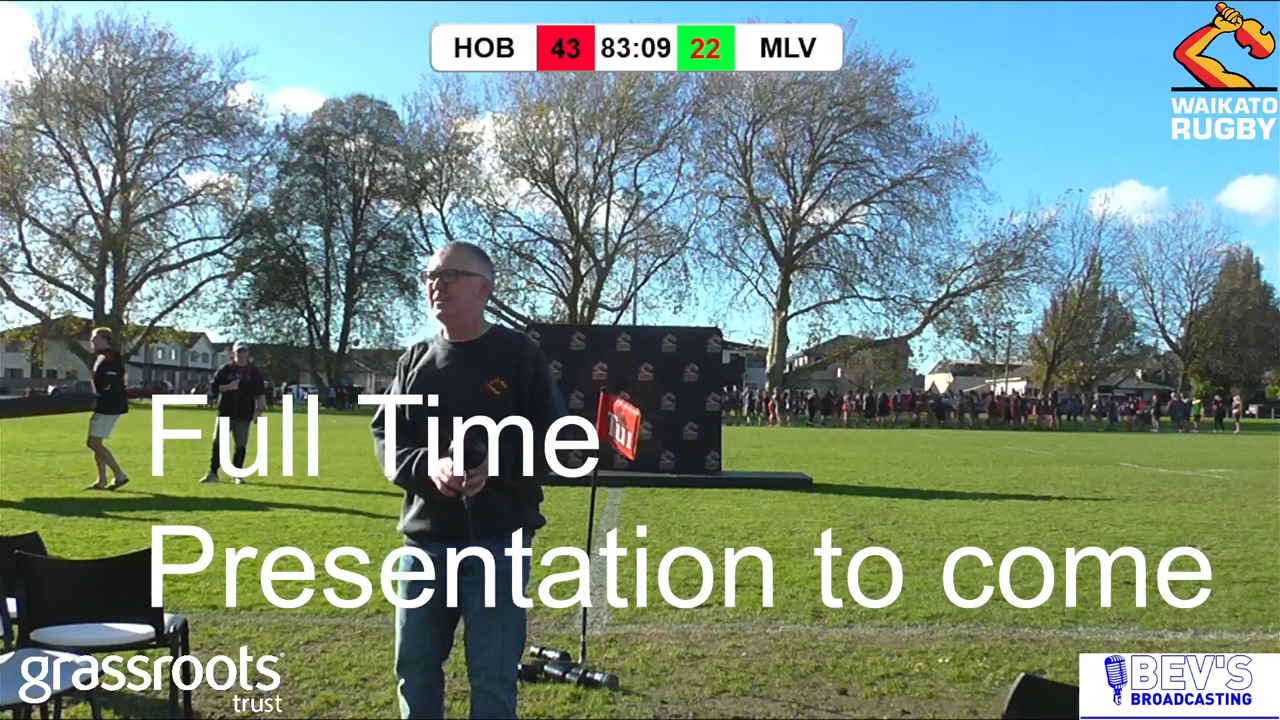 HOB 43 83:09 22 MLV
WAIKATO
RUGBY
Tui
Full Time
Presentation to come
grassroots
trust
BEV'S
BROADCASTING